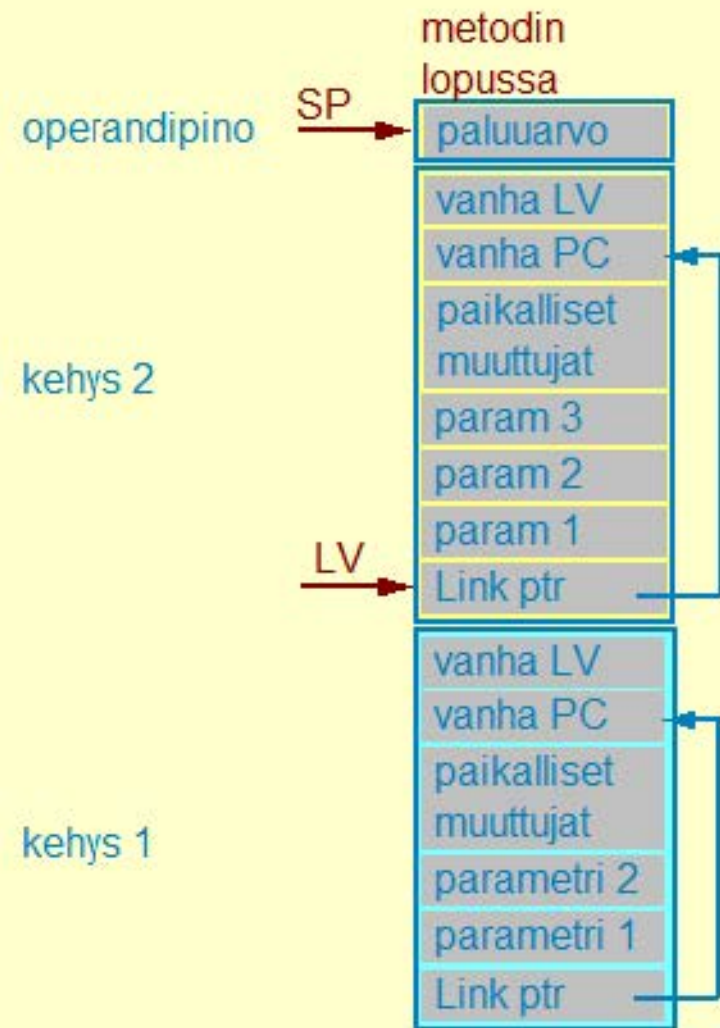 metodin
lopussa
operandipino
SP
paluuarvo
vanha LV
vanha PC
paikalliset
muuttujat
kehys 2
param 3
param 2
param 1
LV
Link ptr
vanha LV
vanha PC
paikalliset
muuttujat
kehys 1
parametri 2
parametri 1
Link ptr